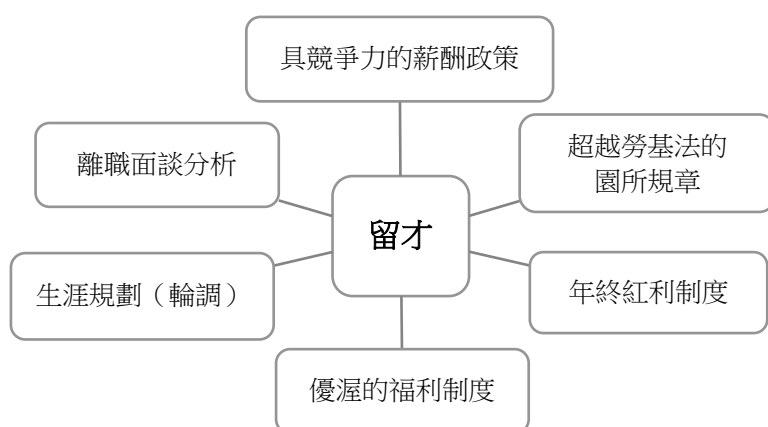 具競爭力的薪酬政策
離職面談分析
超越勞基法的
園所規章
留才
生涯規劃（輪調）
年終紅利制度
優渥的福利制度